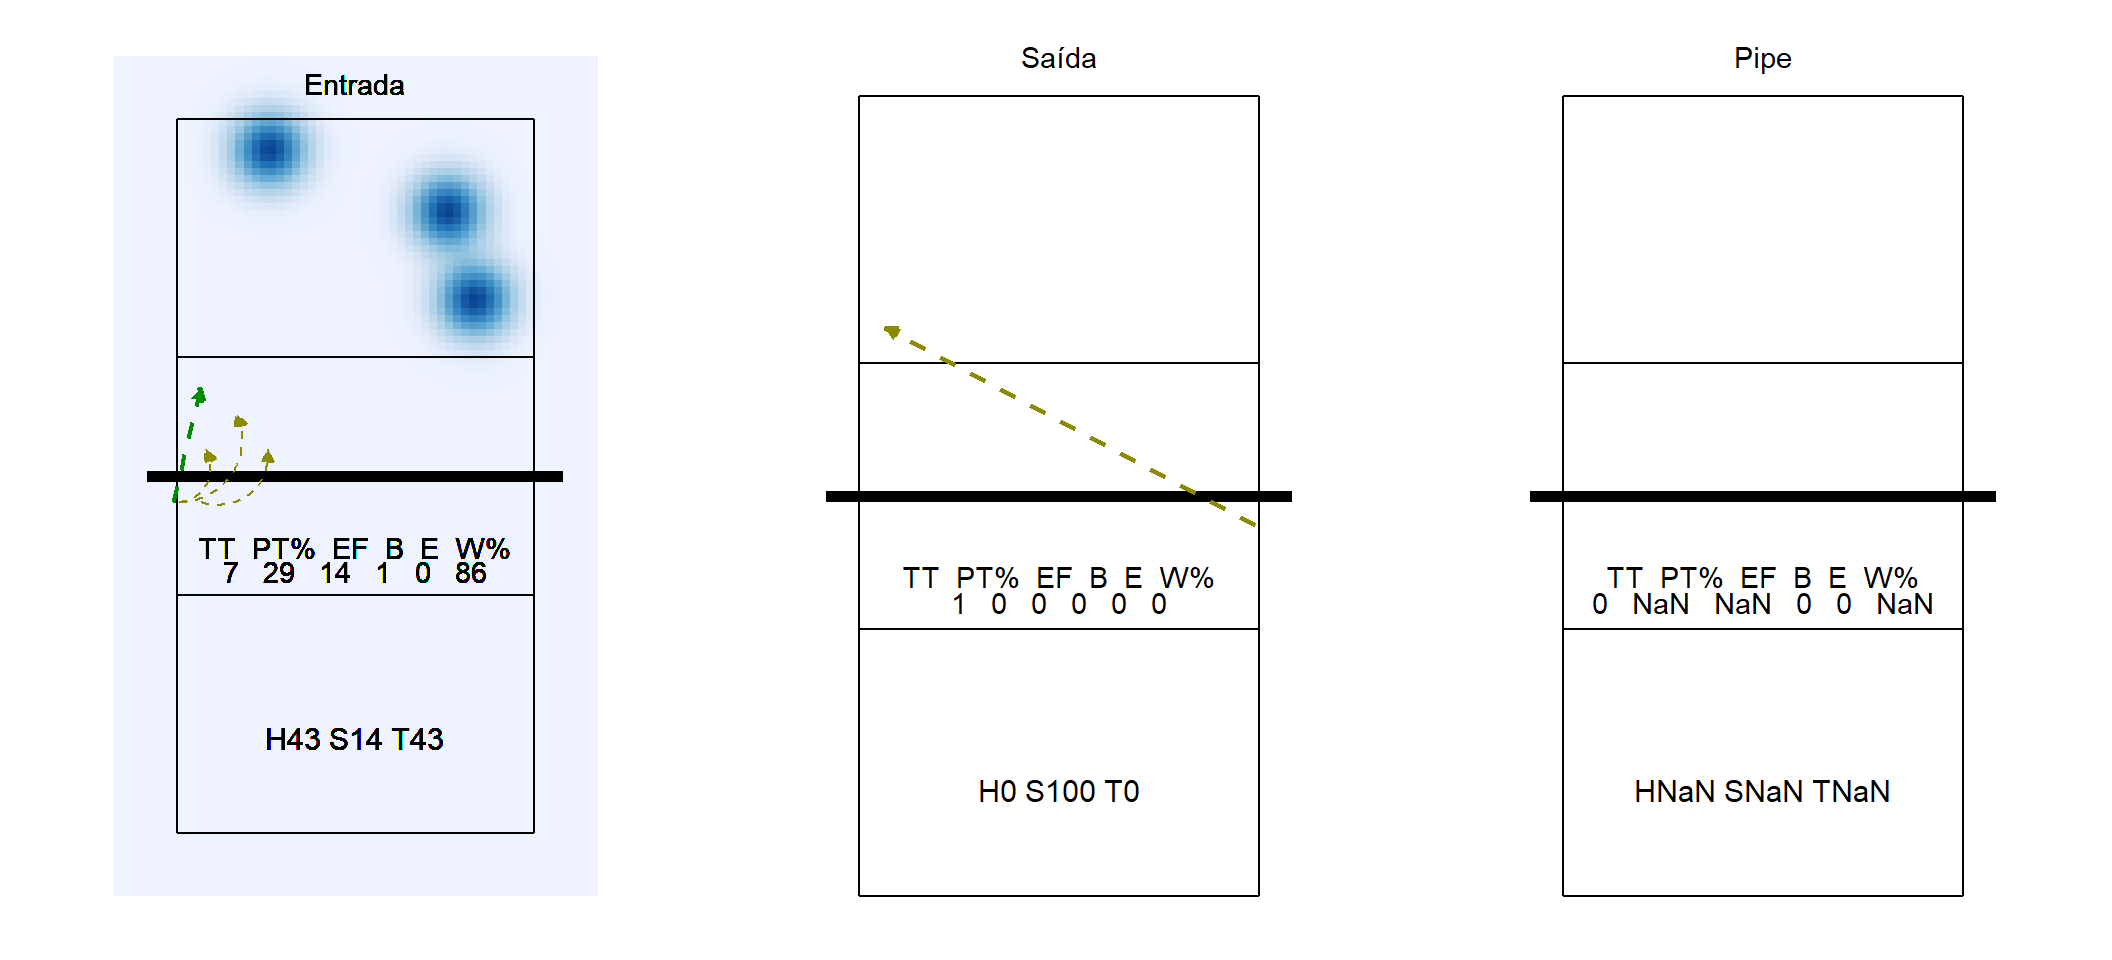 Entrada
TT PT% EF B E W%
7 29 14 1 0 86
H43 S14 T43
Saída
TT PT% EF B E W%
1 0 0 0 0 0
H0 S100 T0
Pipe
TT PT% EF B E W%
0 NaN NaN 0 0 NaN
HNaN SNaN TNaN